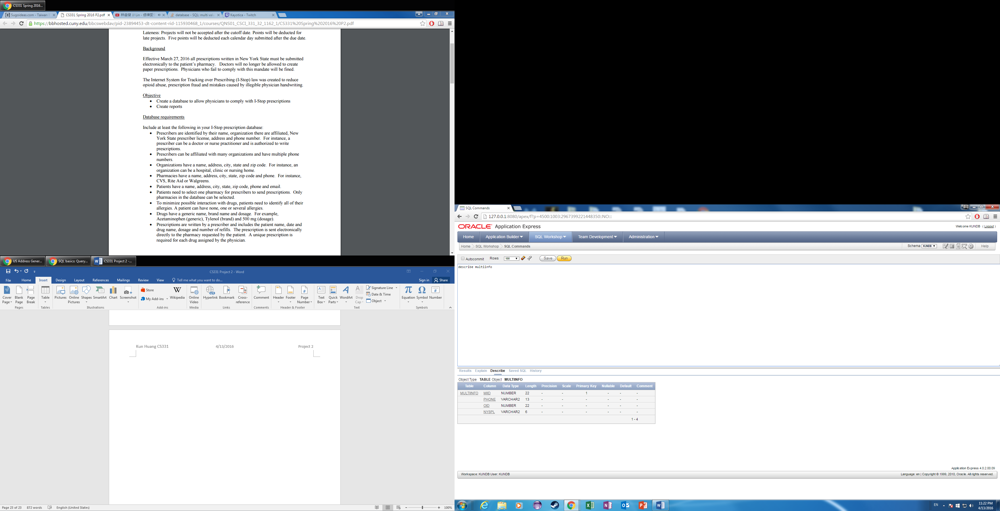 CS331 Spring 2016...
Sugoideas.com - Taiwan
CS331 Spring 2016 P2.pdf
林俊傑 JJ Lin - 修煉愛
database - SQL: multi val
Kayotica - Twitch
https://bbhosted.cuny.edu/bbcswebdav/pid-23894453-dt-content-rid-115930468_1/courses/QNS01_CSCI_331_32_1162_1/CS331%20Spring%202016%20P2.pdf
Lateness: Projects will not be accepted after the cutoff date. Points will be deducted for
late projects. Five points will be deducted each calendar day submitted after the due date.
Background
Effective March 27, 2016 all prescriptions written in New York State must be submitted
electronically to the patient's pharmacy. Doctors will no longer be allowed to create
paper prescriptions. Physicians who fail to comply with this mandate will be fined.
The Internet System for Tracking over Prescribing (I-Stop) law was created to reduce
opioid abuse, prescription fraud and mistakes caused by illegible physician handwriting.
Objective
• Create a database to allow physicians to comply with I-Stop prescriptions
• Create reports
Database requirements
Include at least the following in your I-Stop prescription database:
• Prescribers are identified by their name, organization there are affiliated, New
York State prescriber license, address and phone number. For instance, a
prescriber can be a doctor or nurse practitioner and is authorized to write
prescriptions.
• Prescribers can be affiliated with many organizations and have multiple phone
numbers.
• Organizations have a name, address, city, state and zip code. For instance, an
organization can be a hospital, clinic or nursing home.
• Pharmacies have a name, address, city, state, zip code and phone. For instance,
CVS, Rite Aid or Walgreens.
• Patients have a name, address, city, state, zip code, phone and email.
• Patients need to select one pharmacy for prescribers to send prescriptions. Only
pharmacies in the database can be selected.
• To minimize possible interaction with drugs, patients need to identify all of their
allergies. A patient can have none, one or several allergies.
• Drugs have a generic name, brand name and dosage. For example,
Acetaminophen (generic), Tylenol (brand) and 500 mg (dosage).
• Prescriptions are written by a prescriber and includes the patient name, date and
drug name, dosage and number of refills. The prescription is sent electronically
directly to the pharmacy requested by the patient. A unique prescription is
required for each drug assigned by the physician.
US Address Gener... SQL basics: Query... CS331 Project 2 -...
CS331 Project 2 - Word
File Home Insert Design Layout References Mailings Review View Tell me what you want to do... Sign in Share
Cover Page Blank Page Page Break Table Pictures Online Pictures Shapes SmartArt Chart Screenshot Store My Add-ins Wikipedia Online Video Hyperlink Bookmark Cross-reference Comment Header Footer Page Number Text Box Quick Parts WordArt Drop Cap Signature Line Date & Time Object Equation Symbol Number
Pages Tables Illustrations Add-ins Media Links Comments Header & Footer Text Symbols
Kun Huang CS331 4/13/2016 Project 2
Page 23 of 23 872 words English (United States) 100%
SQL Commands
127.0.0.1:8080/apex/f?p=4500:1003:2967399221448350::NO:::
ORACLE Application Express
Welcome KUNDB ( Logout )
Home Application Builder SQL Workshop Team Development Administration
Home SQL Workshop SQL Commands Schema KUNDB Help
Autocommit Rows 100 Save Run
describe multiinfo
Results Explain Describe Saved SQL History
Object Type TABLE Object MULTIINFO
Table Column Data Type Length Precision Scale Primary Key Nullable Default Comment
MULTIINFO MIID NUMBER 22 - - 1 - - -
PHONE VARCHAR2 13 - - - - - -
OID NUMBER 22 - - - - - -
NYSPL VARCHAR2 6 - - - - - -
1 - 4
Application Express 4.0.2.00.09
Workspace: KUNDB User: KUNDB
Language: en | Copyright © 1999, 2010, Oracle. All rights reserved.
EN 11:22 PM
4/13/2016